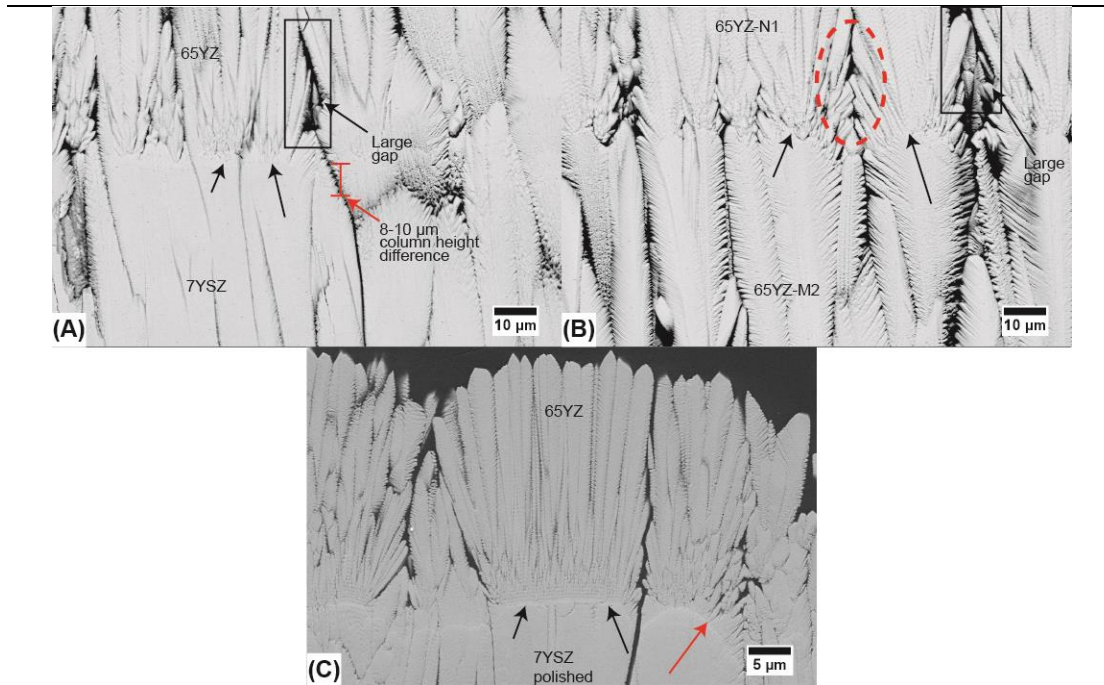 65YZ
Large
gap
8-10 µm
column height
difference
7YSZ
10 µm
(A)
65YZ-N1
Large
gap
65YZ-M2
10 µm
(B)
65YZ
7YSZ
polished
5 µm
(C)